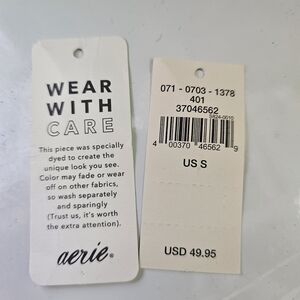 WEAR
WITH
CARE
This piece was specially
dyed to create the
unique look you see.
Color may fade or wear
off on other fabrics,
so wash separately
and sparingly
(Trust us, it's worth
the extra attention).
aerie®
071 - 0703 - 1378
401
37046562
0824-0610
4 00370 46562 9
US S
USD 49.95